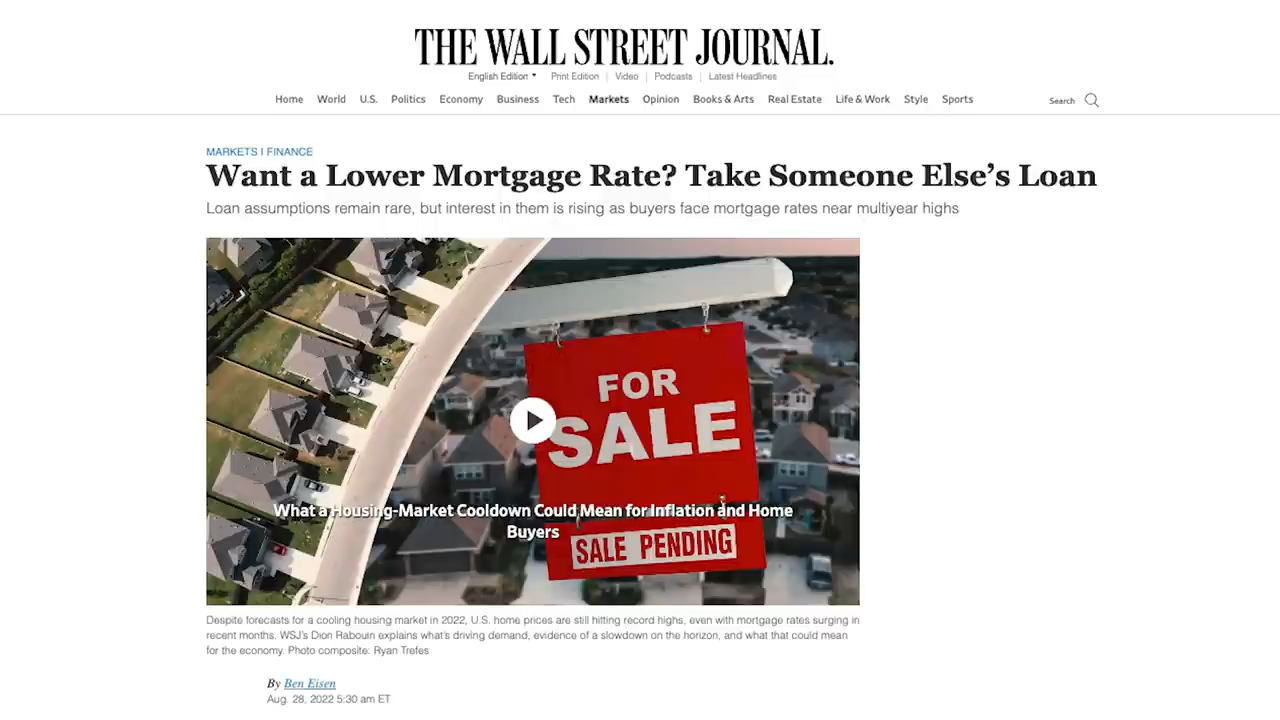 THE WALL STREET JOURNAL.
English Edition Print Edition Video Podcasts Latest Headlines
Home World U.S. Politics Economy Business Tech Markets Opinion Books & Arts Real Estate Life & Work Style Sports Search
MARKETS | FINANCE
Want a Lower Mortgage Rate? Take Someone Else's Loan
Loan assumptions remain rare, but interest in them is rising as buyers face mortgage rates near multiyear highs
FOR
SALE
What a Housing-Market Cooldown Could Mean for Inflation and Home
Buyers
SALE PENDING
Despite forecasts for a cooling housing market in 2022, U.S. home prices are still hitting record highs, even with mortgage rates surging in
recent months. WSJ's Dion Rabouin explains what's driving demand, evidence of a slowdown on the horizon, and what that could mean
for the economy. Photo composite: Ryan Trefes
By Ben Eisen
Aug. 28, 2022 5:30 am ET